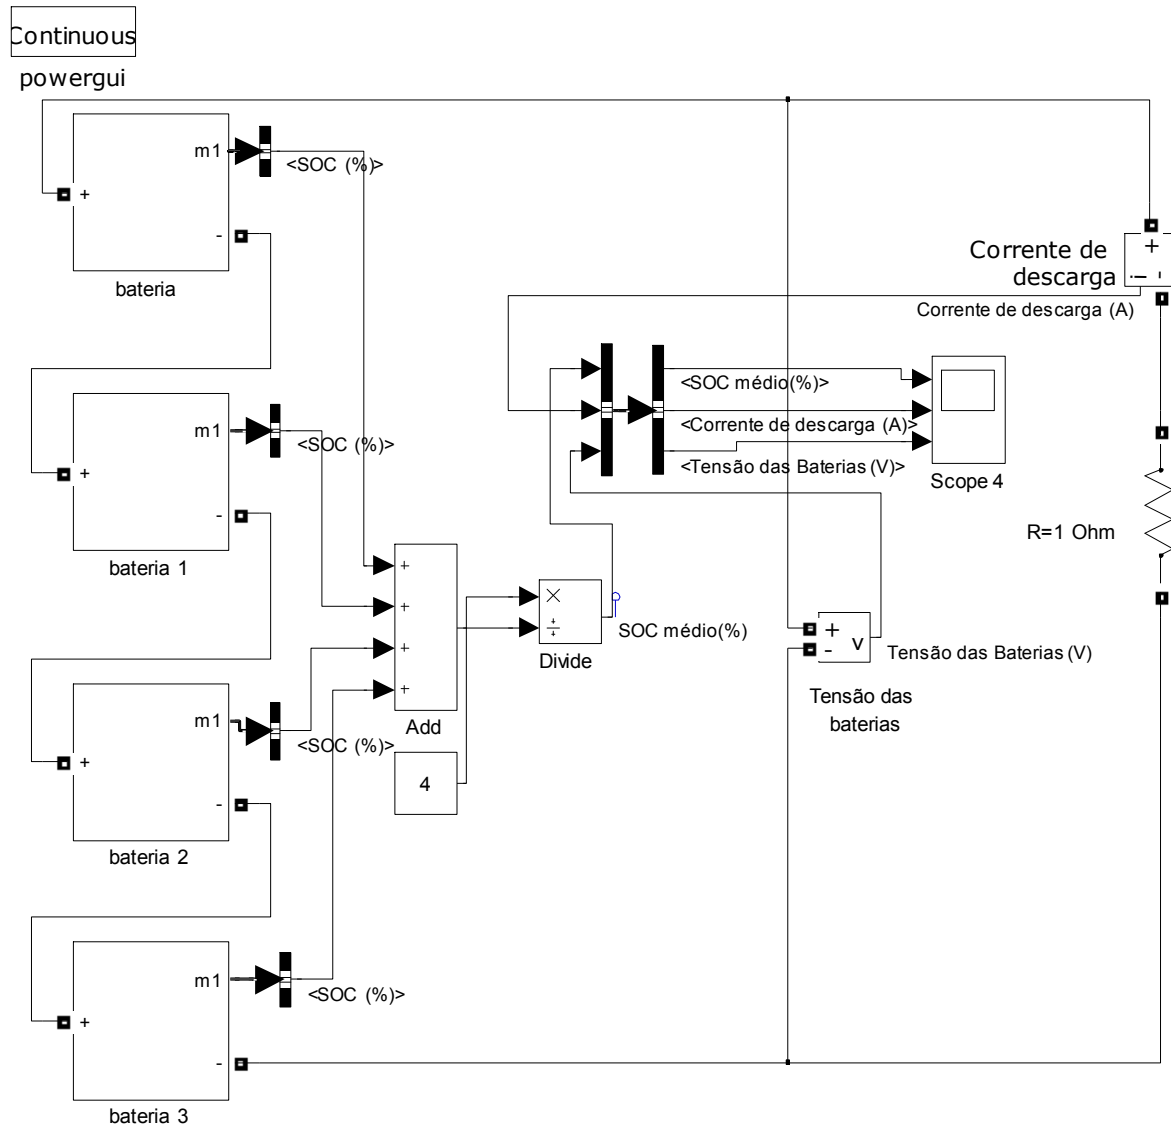 Continuous
powergui
m1
<SOC (%)>
+
-
bateria
Corrente de
descarga
+
i
-
Corrente de descarga (A)
m1
<SOC (%)>
+
-
bateria 1
<SOC médio(%)>
<Corrente de descarga (A)>
<Tensão das Baterias (V)>
Scope 4
R=1 Ohm
+
+
+
+
Add
×
÷
Divide
SOC médio(%)
+
-
v
Tensão das Baterias (V)
Tensão das
baterias
m1
<SOC (%)>
+
-
bateria 2
4
m1
<SOC (%)>
+
-
bateria 3